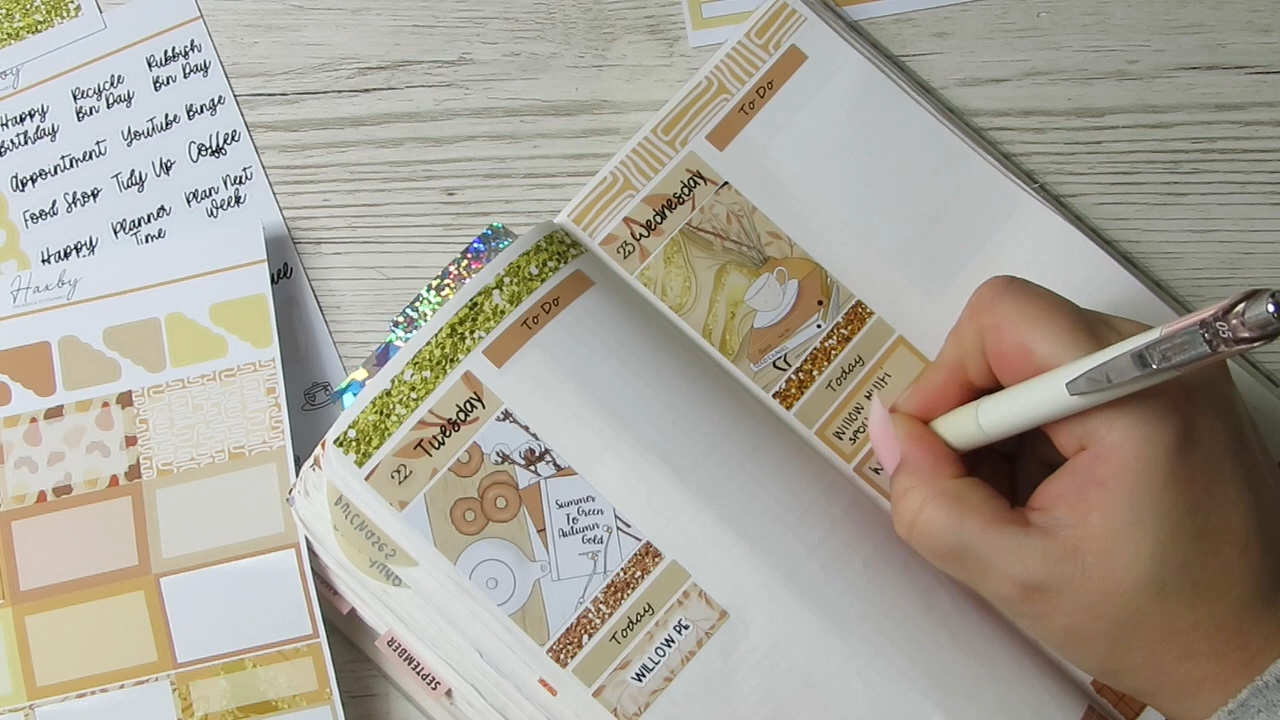 Happy
Birthday
Recycle
Bin Day
Rubbish
Bin Day
Appointment
YouTube Binge
Food Shop
Tidy Up
Coffee
Happy
Planner
Time
Plan Next
Week
Haxby
To Do
22 Tuesday
Summer
Green
To
Autumn
Gold
Today
WILLOW PE
SEPTEMBER
To Do
23 Wednesday
Today
WILLOW
05